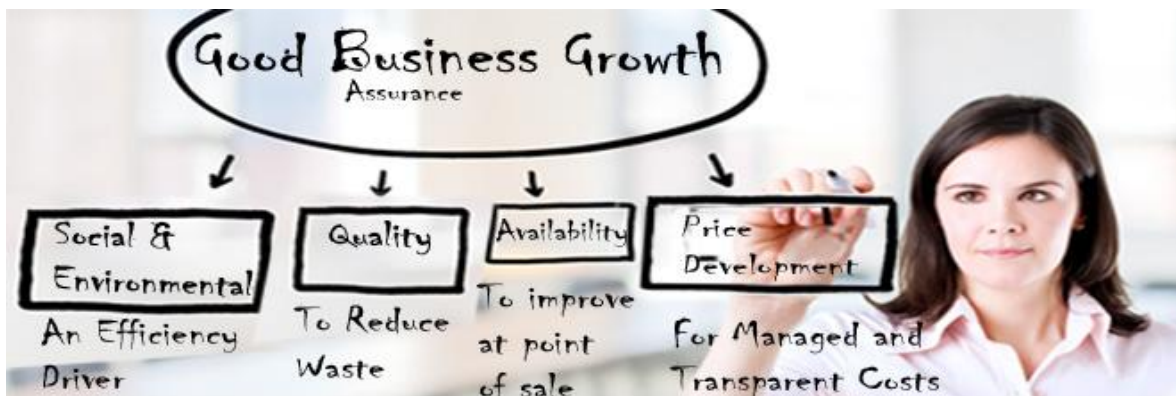 Good Business Growth
Assurance
Social &
Environmental
An Efficiency
Driver
Quality
To Reduce
Waste
Availability
To improve
at point
of sale
Price
Development
For Managed and
Transparent Costs